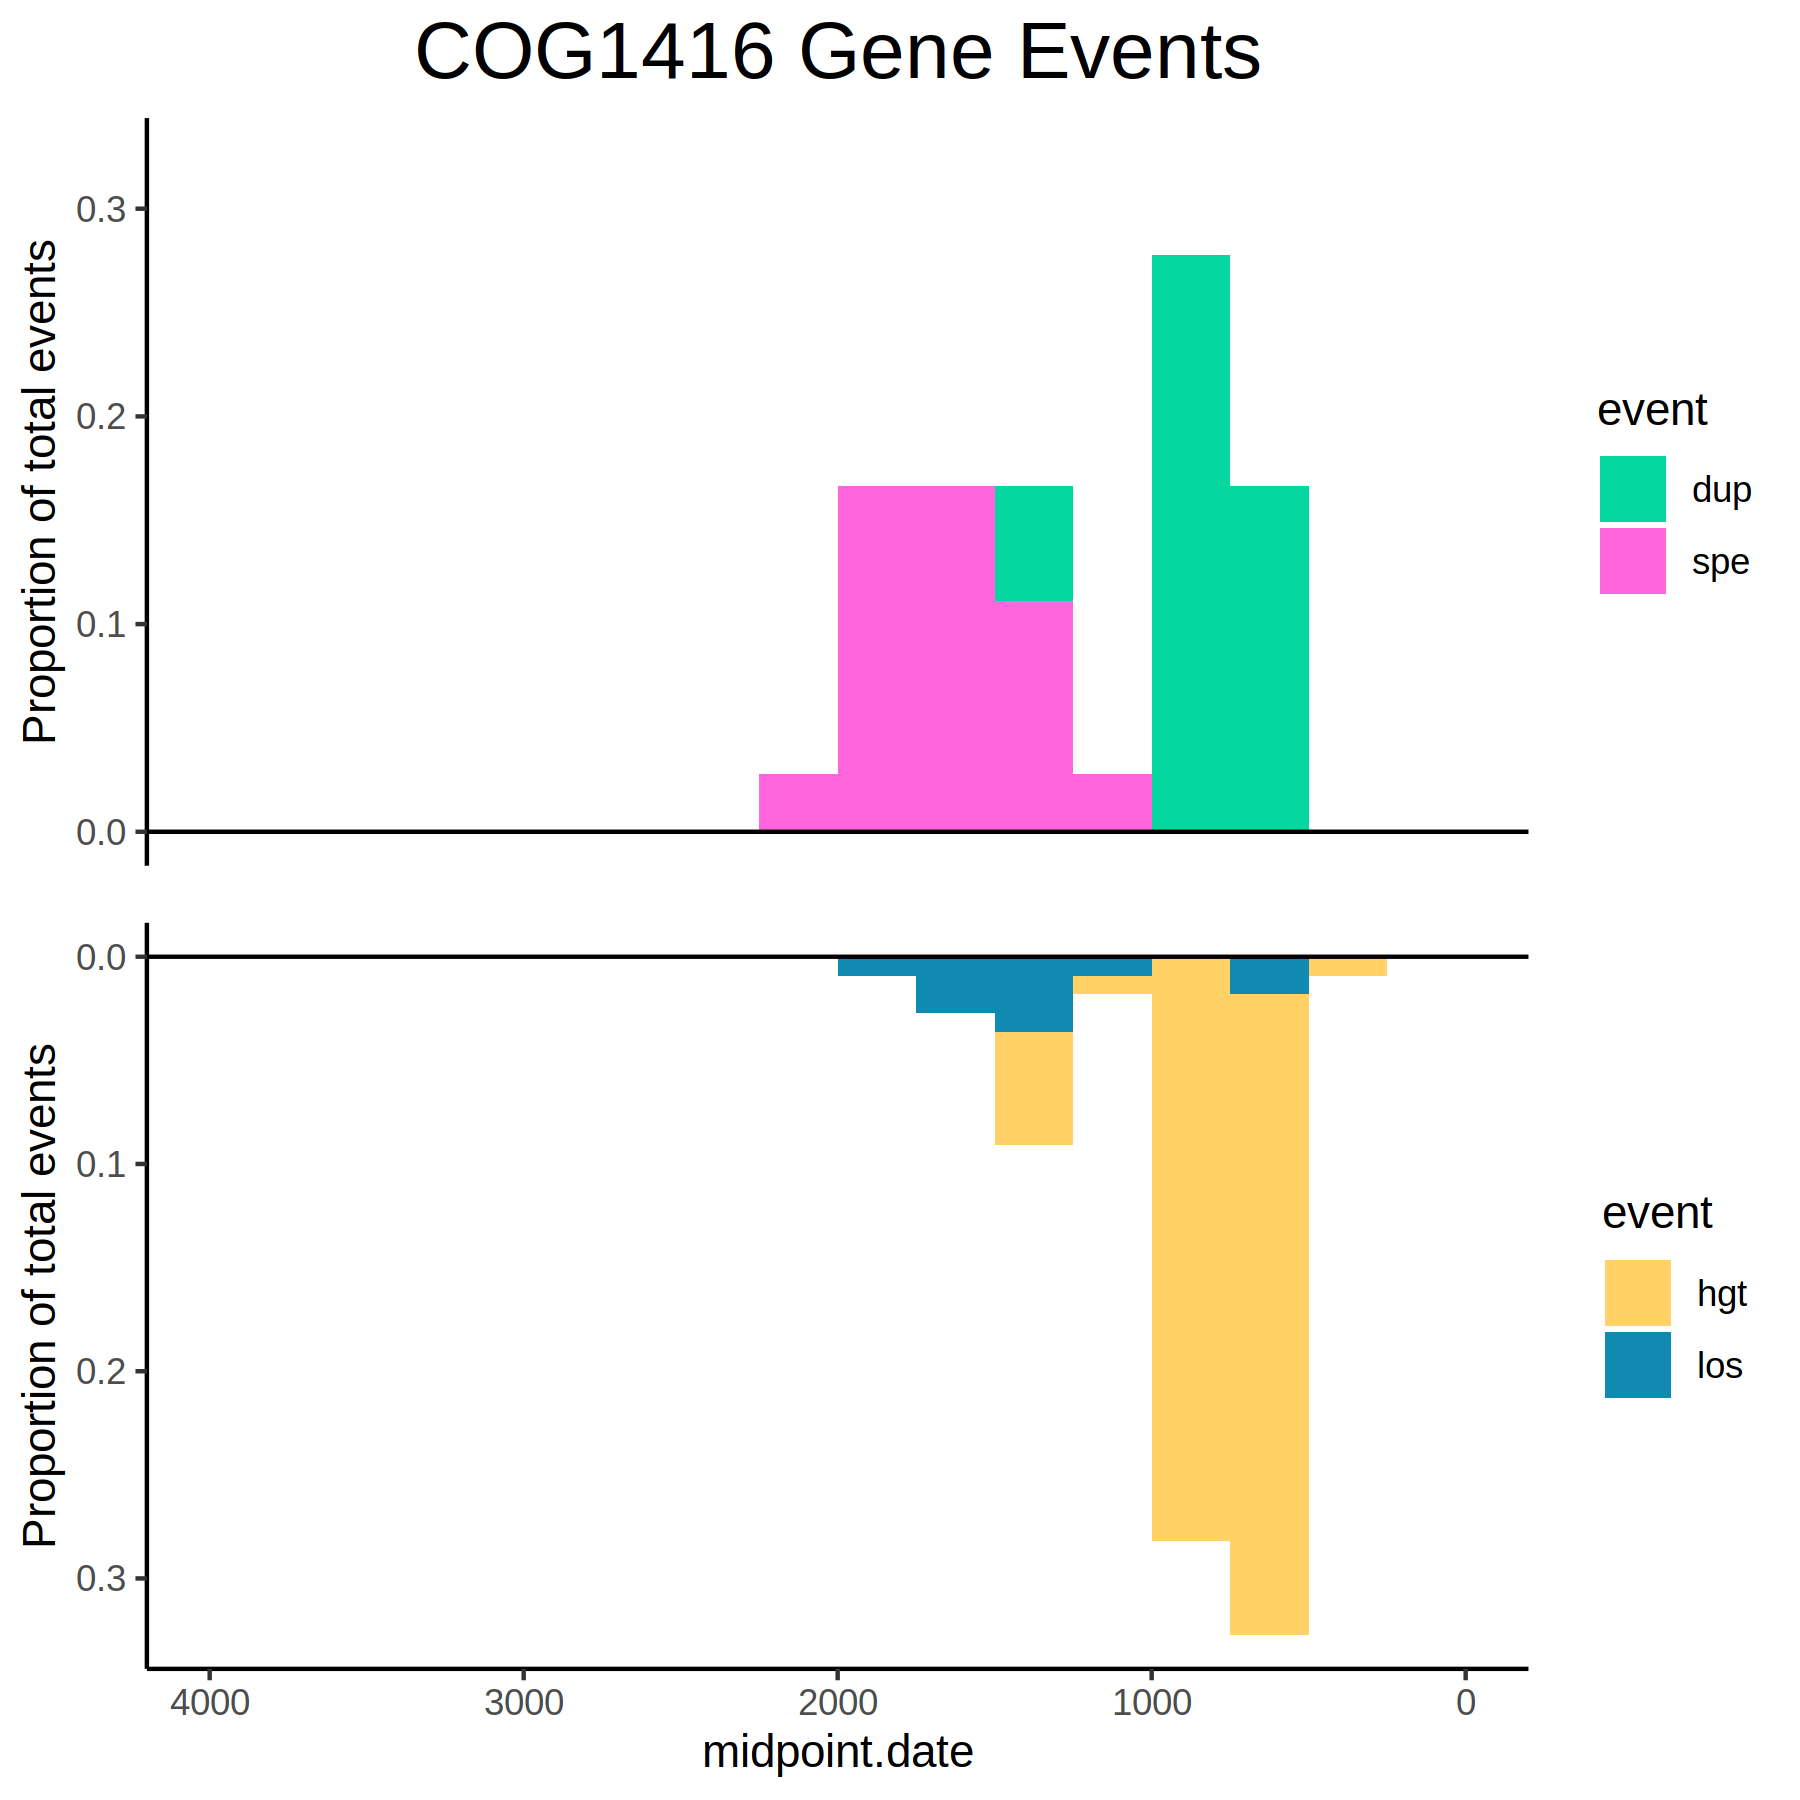 COG1416 Gene Events
Proportion of total events
0.3
0.2
0.1
0.0
event
dup
spe
Proportion of total events
0.0
0.1
0.2
0.3
event
hgt
los
4000 3000 2000 1000 0
midpoint.date